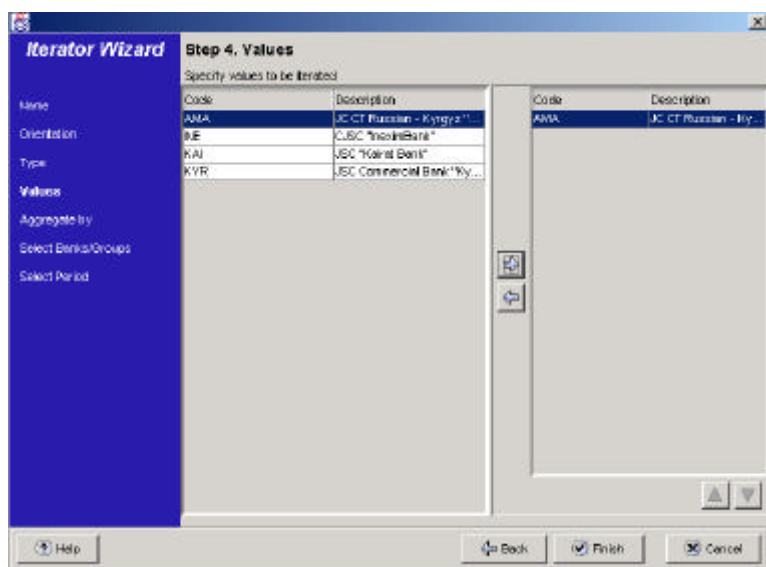 Iterator Wizard
Step 4. Values
Specify values to be iterated
Name
Orientation
Type
Values
Aggregate by
Select Banks/Groups
Select Period
Code Description
AMA JC CT Russian - Kyrgyz "...
INE CJSC "IneximBank"
KAI JSC "Kairat Bank"
KYR JSC Commercial Bank "Ky...
Code Description
AMA JC CT Russian - Ky...
Help
Back
Finish
Cancel